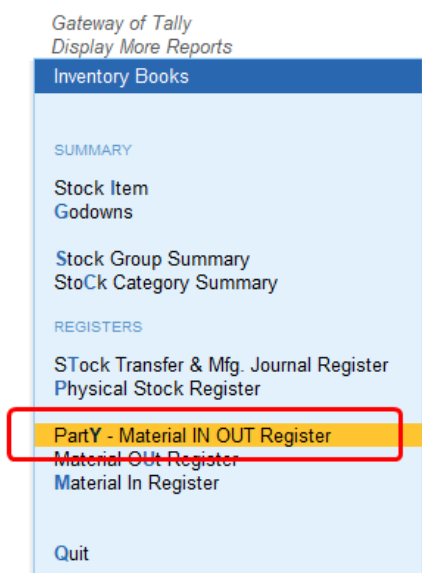 Gateway of Tally
Display More Reports
Inventory Books
SUMMARY
Stock Item
Godowns
Stock Group Summary
StoCk Category Summary
REGISTERS
STock Transfer & Mfg. Journal Register
Physical Stock Register
PartY - Material IN OUT Register
Material OUt Register
Material In Register
Quit